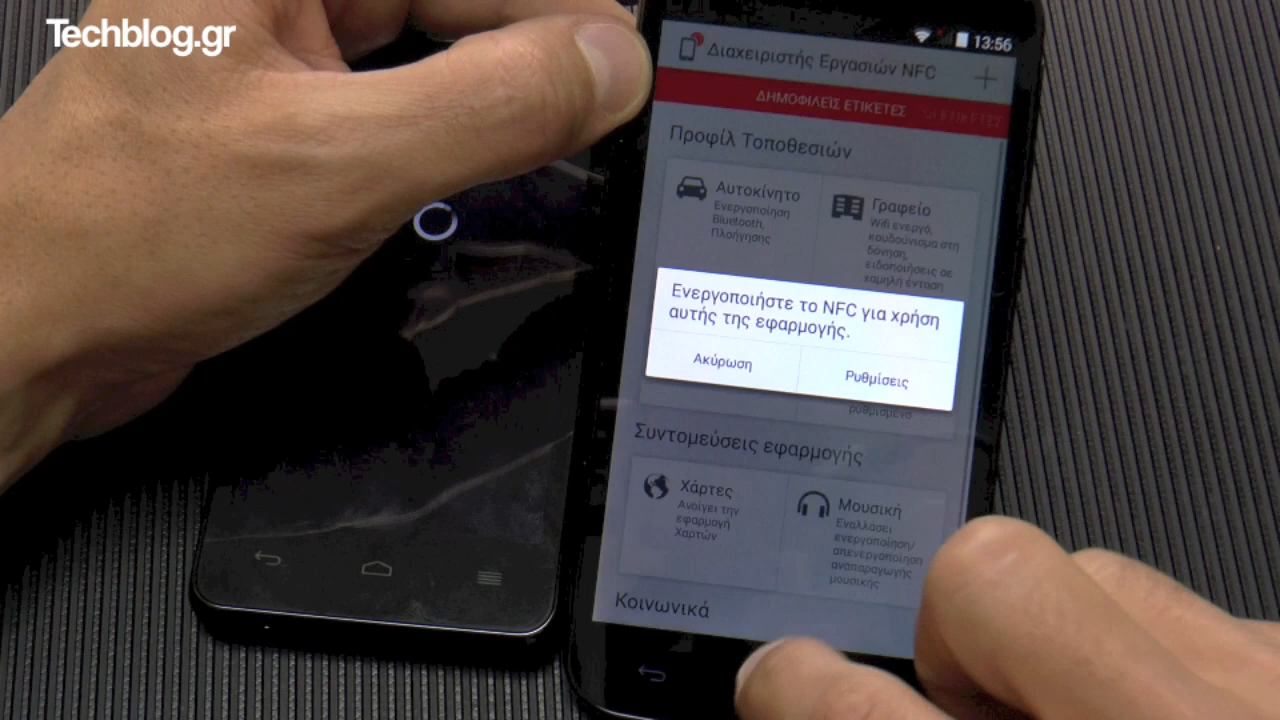 Techblog.gr
13:56
Διαχειριστής Εργασιών NFC
ΔΗΜΟΦΙΛΕΙΣ ΕΤΙΚΕΤΕΣ
Προφίλ Τοποθεσιών
Αυτοκίνητο
Ενεργοποίηση
Bluetooth,
Πλοήγησης
Γραφείο
Wifi ενεργό,
κουδούνισμα στη
δόνηση,
ειδοποιήσεις σε
χαμηλή ένταση
Ενεργοποιήστε το NFC για χρήση
αυτής της εφαρμογής.
Ακύρωση
Ρυθμίσεις
ρυθμισμένο
Συντομεύσεις εφαρμογής
Χάρτες
Ανοίγει την
εφαρμογή
Χαρτών
Μουσική
Εναλλάσει
ενεργοποίηση/
απενεργοποίηση
αναπαραγωγής
μουσικής
Κοινωνικά